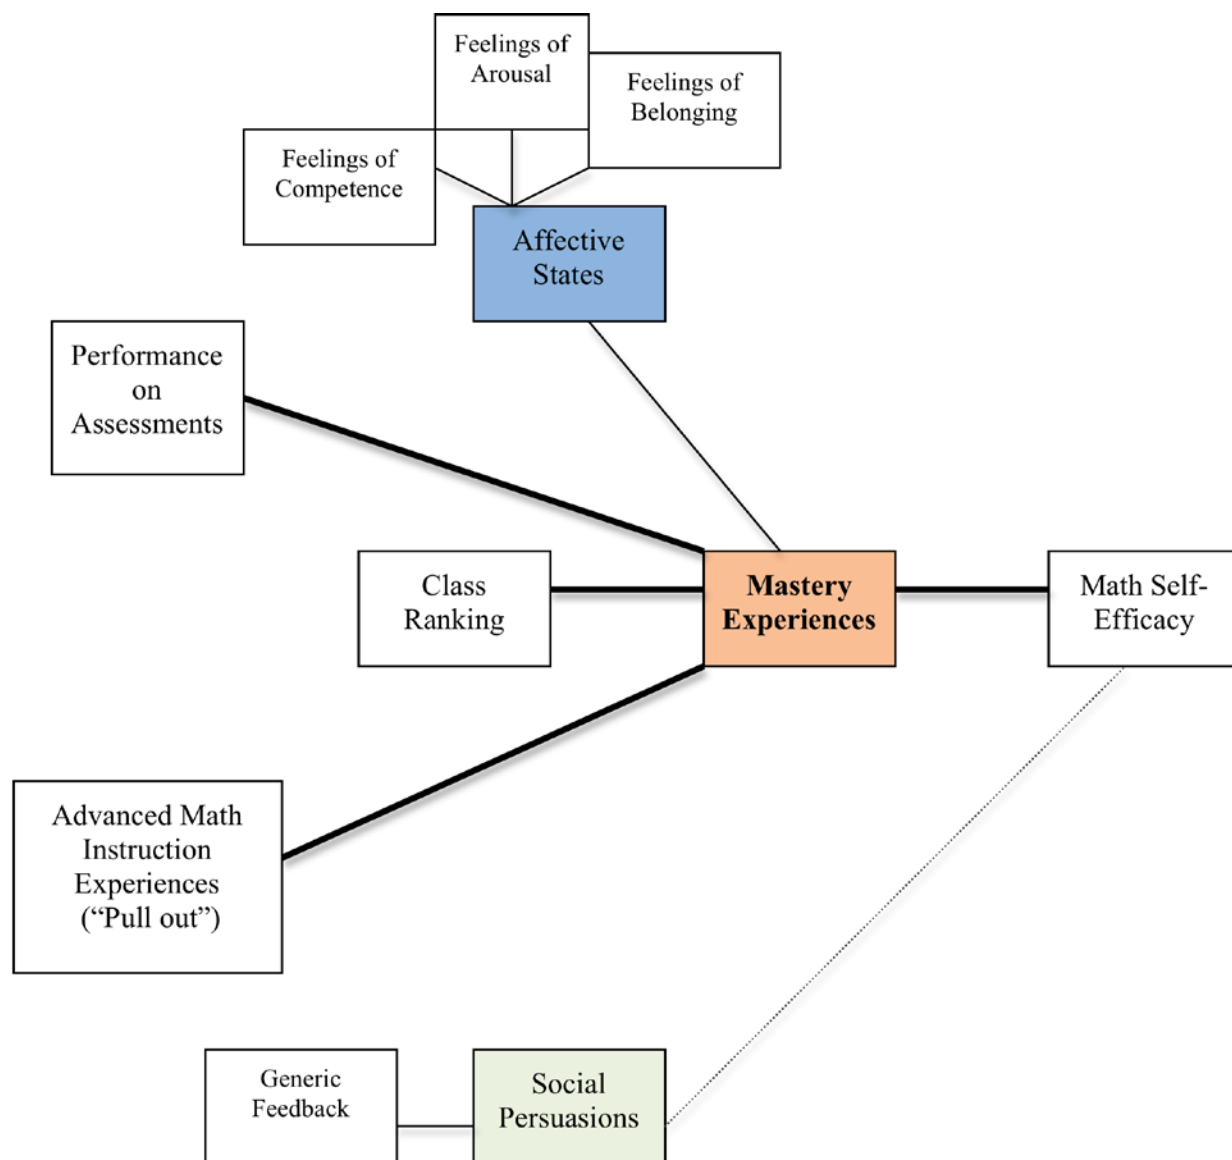 Feelings of
Arousal
Feelings of
Belonging
Feelings of
Competence
Affective
States
Performance
on
Assessments
Class
Ranking
Mastery
Experiences
Math Self-
Efficacy
Advanced Math
Instruction
Experiences
(“Pull out”)
Generic
Feedback
Social
Persuasions